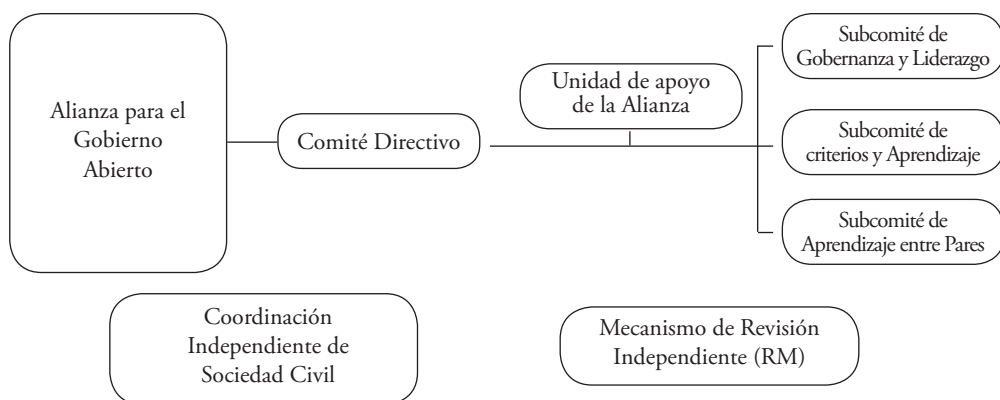 Alianza para el
Gobierno
Abierto
Comité Directivo
Unidad de apoyo
de la Alianza
Subcomité de
Gobernanza y Liderazgo
Subcomité de
criterios y Aprendizaje
Subcomité de
Aprendizaje entre Pares
Coordinación
Independiente de
Sociedad Civil
Mecanismo de Revisión
Independiente (RM)